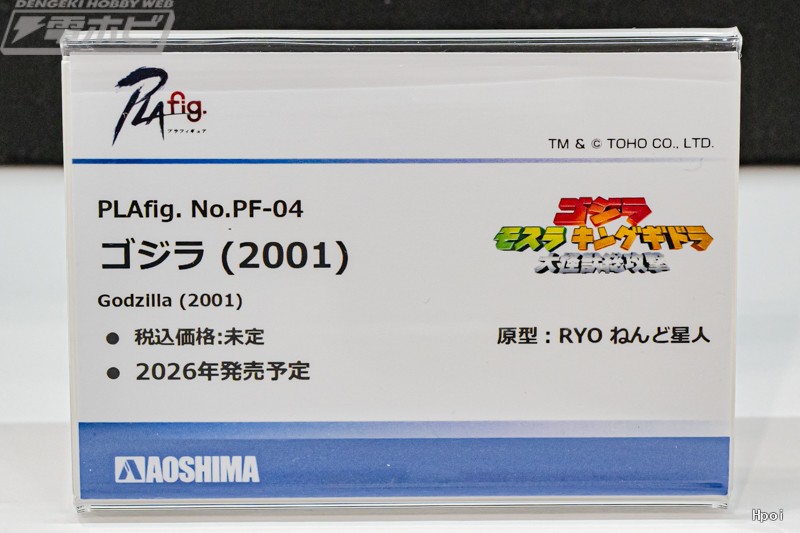 DENGEKI HOBBY WEB
電ホビ
PLAfig.
プラフィギュア
TM & © TOHO CO., LTD.
PLAfig. No.PF-04
ゴジラ (2001)
Godzilla (2001)
ゴジラ
モスラ キングギドラ
大怪獣総攻撃
● 税込価格:未定
原型：RYO ねんど星人
● 2026年発売予定
AOSHIMA
Hpoi